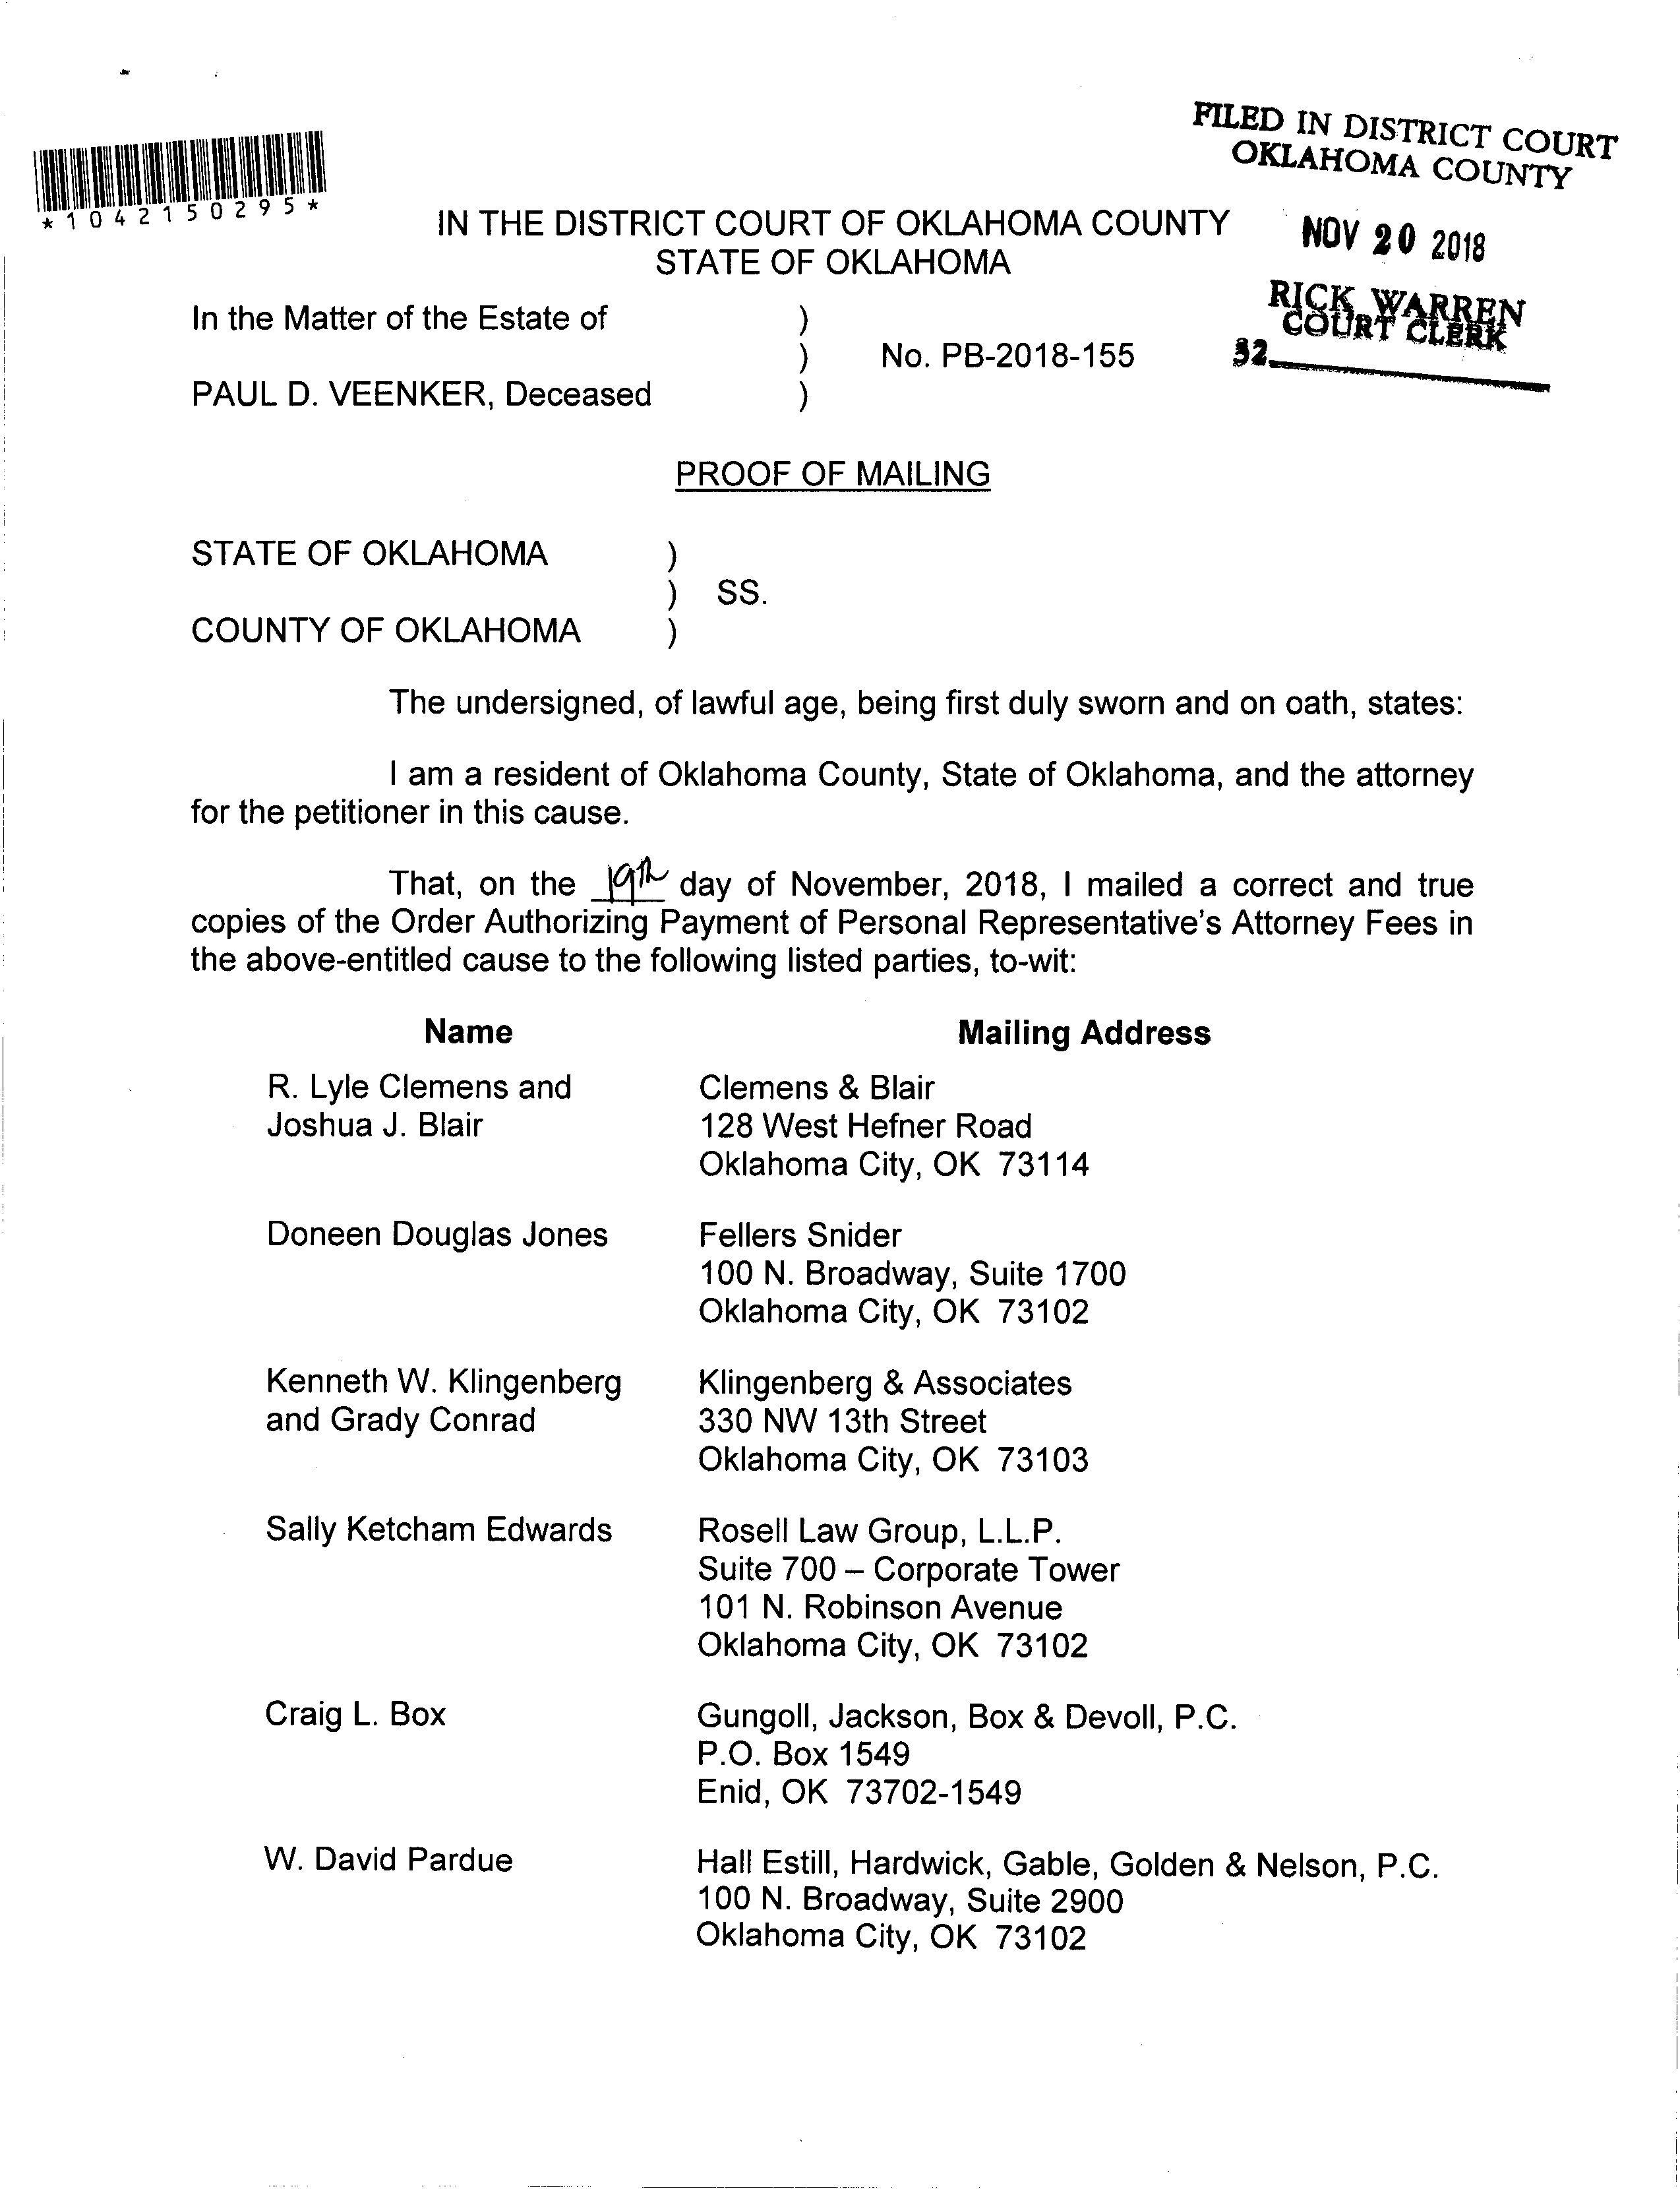 FILED IN DISTRICT COURT
OKLAHOMA COUNTY
NOV 20 2018
RICK WARREN
COURT CLERK
32
*1042150295*
IN THE DISTRICT COURT OF OKLAHOMA COUNTY
STATE OF OKLAHOMA
In the Matter of the Estate of )
) No. PB-2018-155
PAUL D. VEENKER, Deceased )
PROOF OF MAILING
STATE OF OKLAHOMA )
) SS.
COUNTY OF OKLAHOMA )
The undersigned, of lawful age, being first duly sworn and on oath, states:
I am a resident of Oklahoma County, State of Oklahoma, and the attorney
for the petitioner in this cause.
That, on the 19th day of November, 2018, I mailed a correct and true
copies of the Order Authorizing Payment of Personal Representative's Attorney Fees in
the above-entitled cause to the following listed parties, to-wit:
Name Mailing Address
R. Lyle Clemens and Clemens & Blair
Joshua J. Blair 128 West Hefner Road
Oklahoma City, OK 73114
Doneen Douglas Jones Fellers Snider
100 N. Broadway, Suite 1700
Oklahoma City, OK 73102
Kenneth W. Klingenberg Klingenberg & Associates
and Grady Conrad 330 NW 13th Street
Oklahoma City, OK 73103
Sally Ketcham Edwards Rosell Law Group, L.L.P.
Suite 700 – Corporate Tower
101 N. Robinson Avenue
Oklahoma City, OK 73102
Craig L. Box Gungoll, Jackson, Box & Devoll, P.C.
P.O. Box 1549
Enid, OK 73702-1549
W. David Pardue Hall Estill, Hardwick, Gable, Golden & Nelson, P.C.
100 N. Broadway, Suite 2900
Oklahoma City, OK 73102